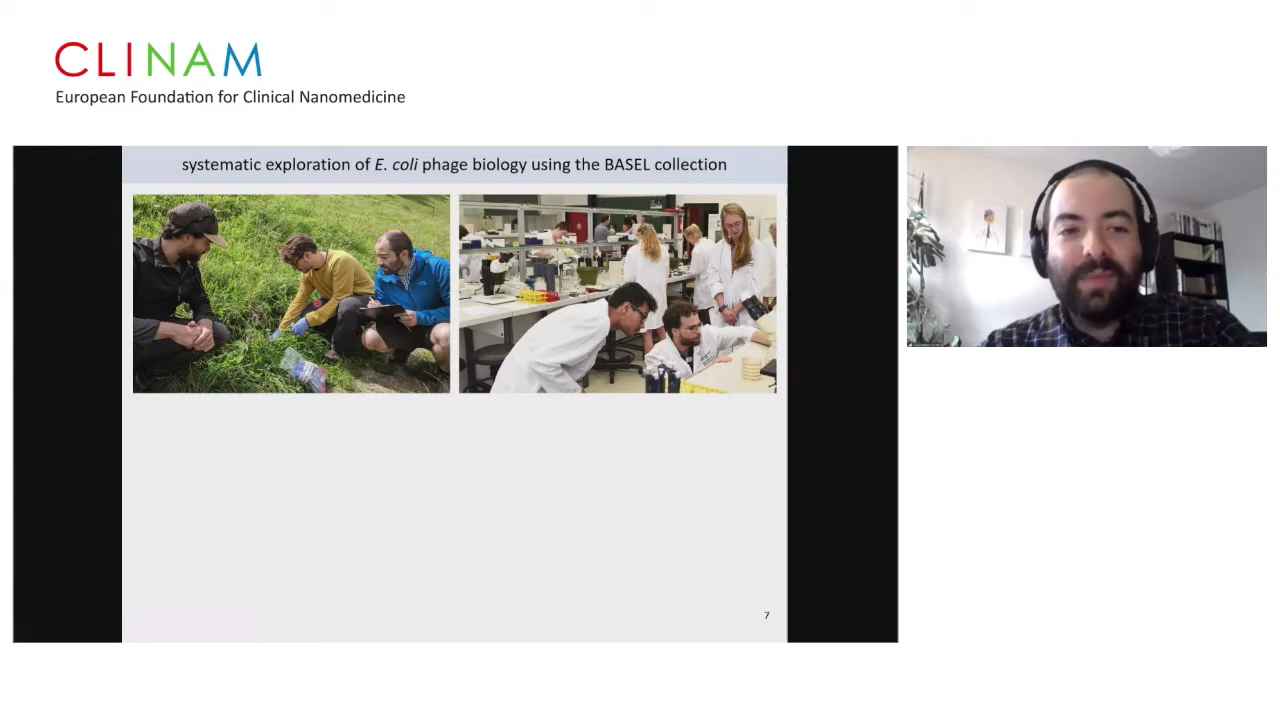 CLINAM
European Foundation for Clinical Nanomedicine
systematic exploration of E. coli phage biology using the BASEL collection
7